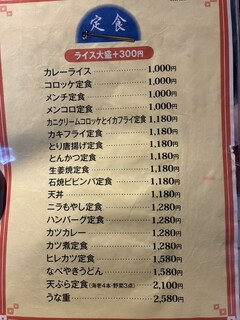 定食
ライス大盛+300円
カレーライス 1,000円
コロッケ定食 1,000円
メンチ定食 1,000円
メンコロ定食 1,000円
カニクリームコロッケとイカフライ定食 1,180円
カキフライ定食 1,180円
とり唐揚げ定食 1,180円
とんかつ定食 1,180円
生姜焼定食 1,180円
石焼ビビンバ定食 1,180円
天丼 1,180円
ニラもやし定食 1,280円
ハンバーグ定食 1,280円
カツカレー 1,280円
カツ煮定食 1,280円
ヒレカツ定食 1,580円
なべやきうどん 1,580円
天ぷら定食(海老4本·野菜3点) 2,100円
うな重 2,580円